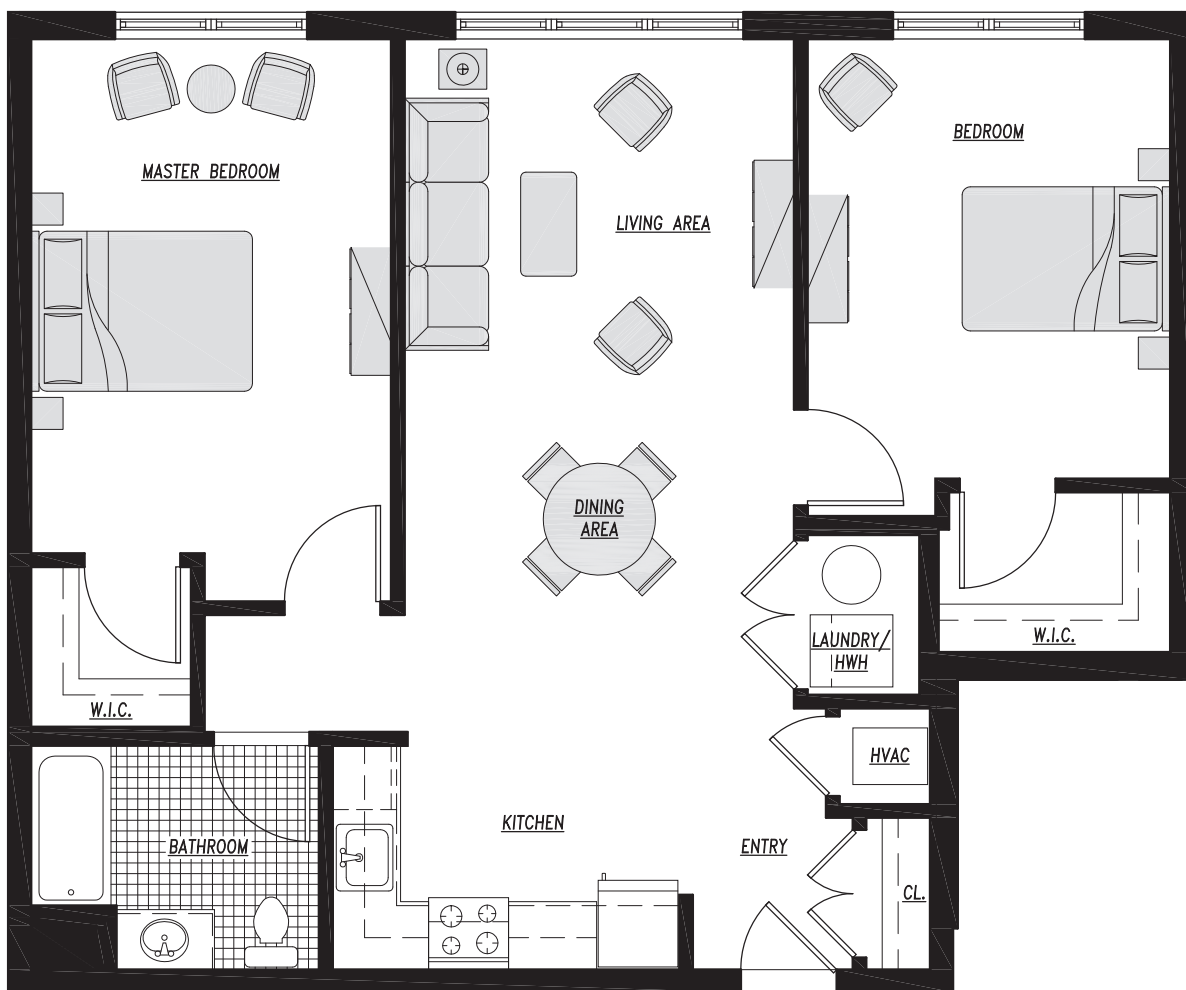 BEDROOM
MASTER BEDROOM
LIVING AREA
DINING
AREA
LAUNDRY/
HWH
W.I.C.
W.I.C.
HVAC
KITCHEN
ENTRY
BATHROOM
CL.